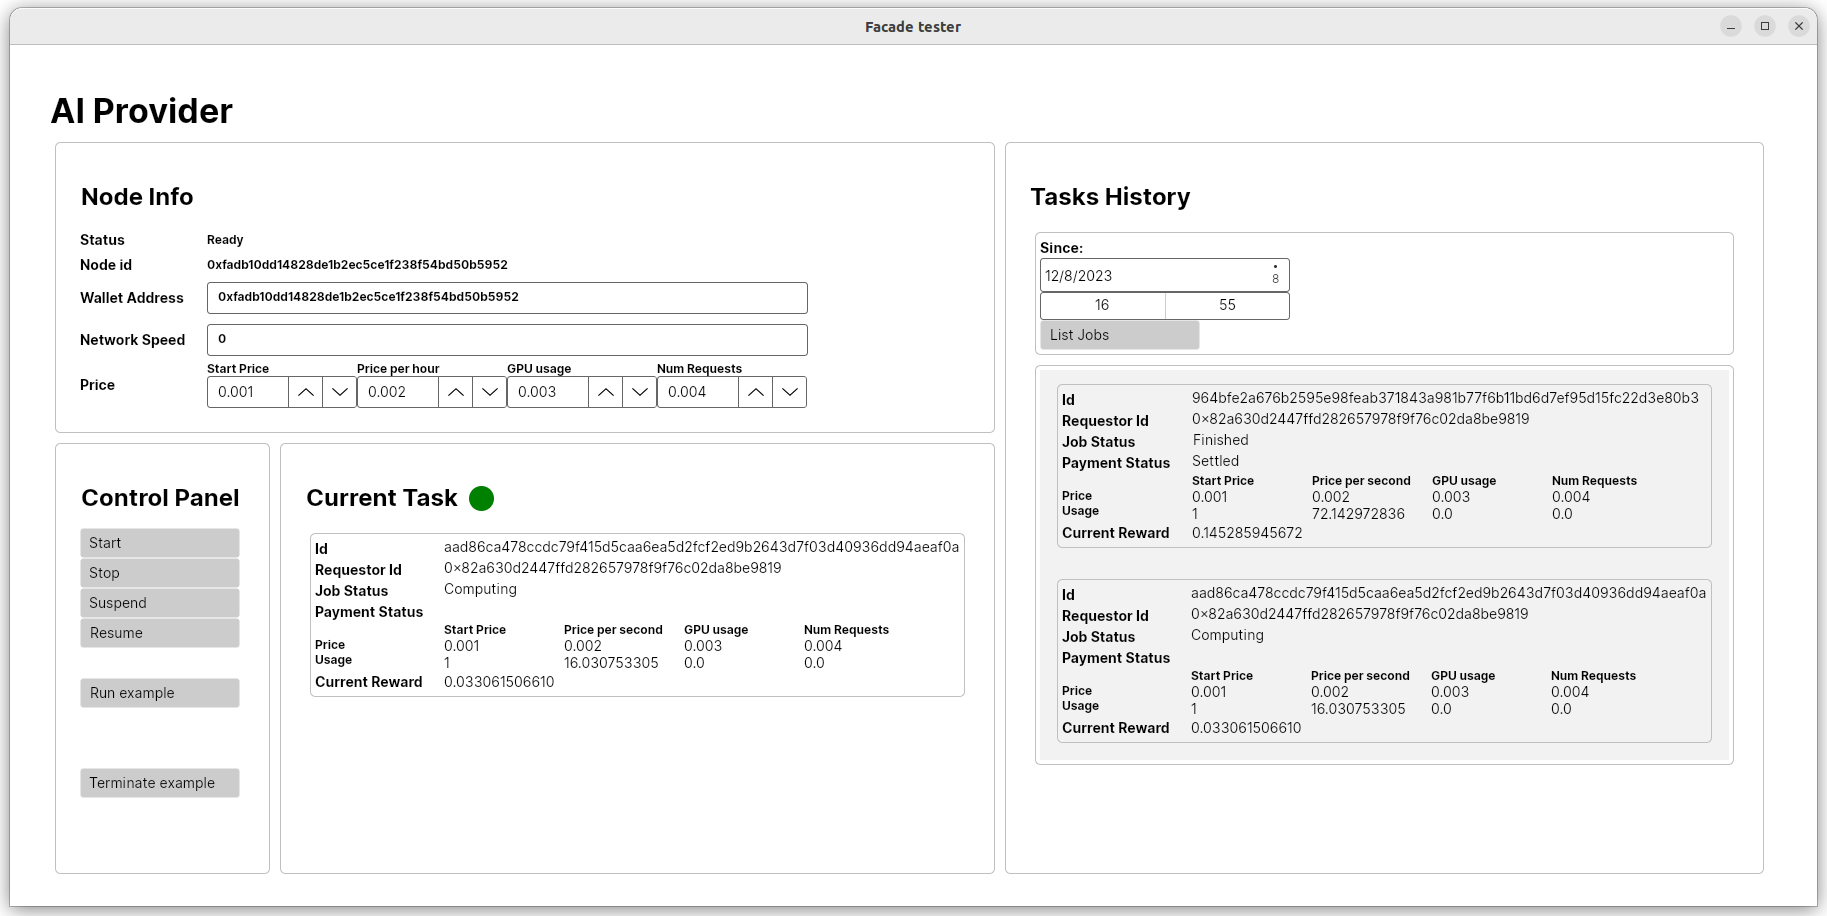 Facade tester
AI Provider
Node Info
Status Ready
Node id 0xfadb10dd14828de1b2ec5ce1f238f54bd50b5952
Wallet Address 0xfadb10dd14828de1b2ec5ce1f238f54bd50b5952
Network Speed 0
Start Price Price per hour GPU usage Num Requests
Price 0.001 0.002 0.003 0.004
Control Panel
Start
Stop
Suspend
Resume
Run example
Terminate example
Current Task
Id aad86ca478ccdc79f415d5caa6ea5d2fcf2ed9b2643d7f03d40936dd94aeaf0a
Requestor Id 0x82a630d2447ffd282657978f9f76c02da8be9819
Job Status Computing
Payment Status
Start Price Price per second GPU usage Num Requests
Price 0.001 0.002 0.003 0.004
Usage 1 16.030753305 0.0 0.0
Current Reward 0.033061506610
Tasks History
Since:
12/8/2023 8
16 55
List Jobs
Id 964bfe2a676b2595e98feab371843a981b77f6b11bd6d7ef95d15fc22d3e80b3
Requestor Id 0x82a630d2447ffd282657978f9f76c02da8be9819
Job Status Finished
Payment Status Settled
Start Price Price per second GPU usage Num Requests
Price 0.001 0.002 0.003 0.004
Usage 1 72.142972836 0.0 0.0
Current Reward 0.145285945672
Id aad86ca478ccdc79f415d5caa6ea5d2fcf2ed9b2643d7f03d40936dd94aeaf0a
Requestor Id 0x82a630d2447ffd282657978f9f76c02da8be9819
Job Status Computing
Payment Status
Start Price Price per second GPU usage Num Requests
Price 0.001 0.002 0.003 0.004
Usage 1 16.030753305 0.0 0.0
Current Reward 0.033061506610